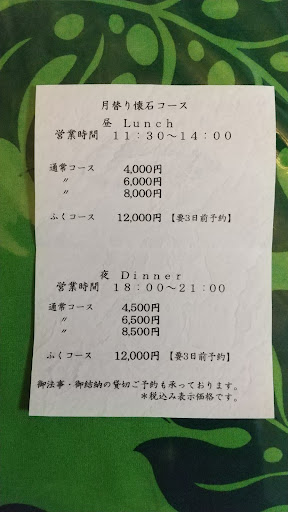 月替り懐石コース
昼 Lunch
営業時間 11:30～14:00
通常コース 4,000円
〃 6,000円
〃 8,000円
ふくコース 12,000円 【要3日前予約】
夜 Dinner
営業時間 18:00～21:00
通常コース 4,500円
〃 6,500円
〃 8,500円
ふくコース 12,000円 【要3日前予約】
御法事・御結納の貸切ご予約も承っております。
*税込み表示価格です。